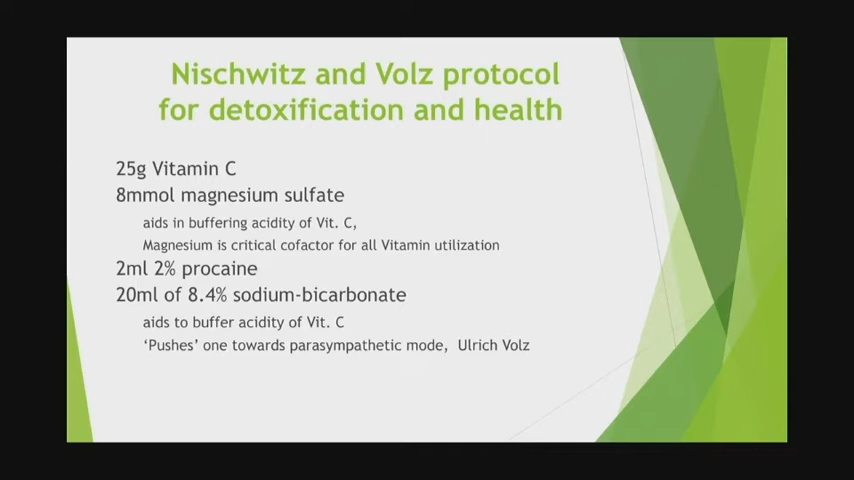 Nischwitz and Volz protocol
for detoxification and health
25g Vitamin C
8mmol magnesium sulfate
aids in buffering acidity of Vit. C,
Magnesium is critical cofactor for all Vitamin utilization
2ml 2% procaine
20ml of 8.4% sodium-bicarbonate
aids to buffer acidity of Vit. C
‘Pushes’ one towards parasympathetic mode, Ulrich Volz